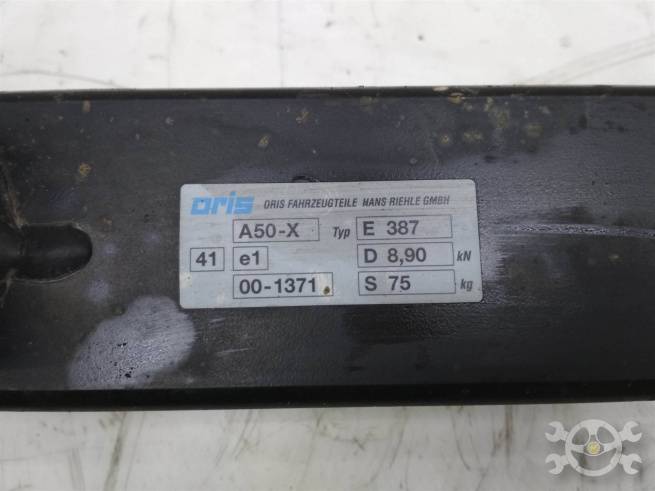 oris ORIS FAHRZEUGTEILE HANS RIEHLE GMBH
A50-X Typ E 387
41 e1 D 8,90 kN
00-1371 S 75 kg